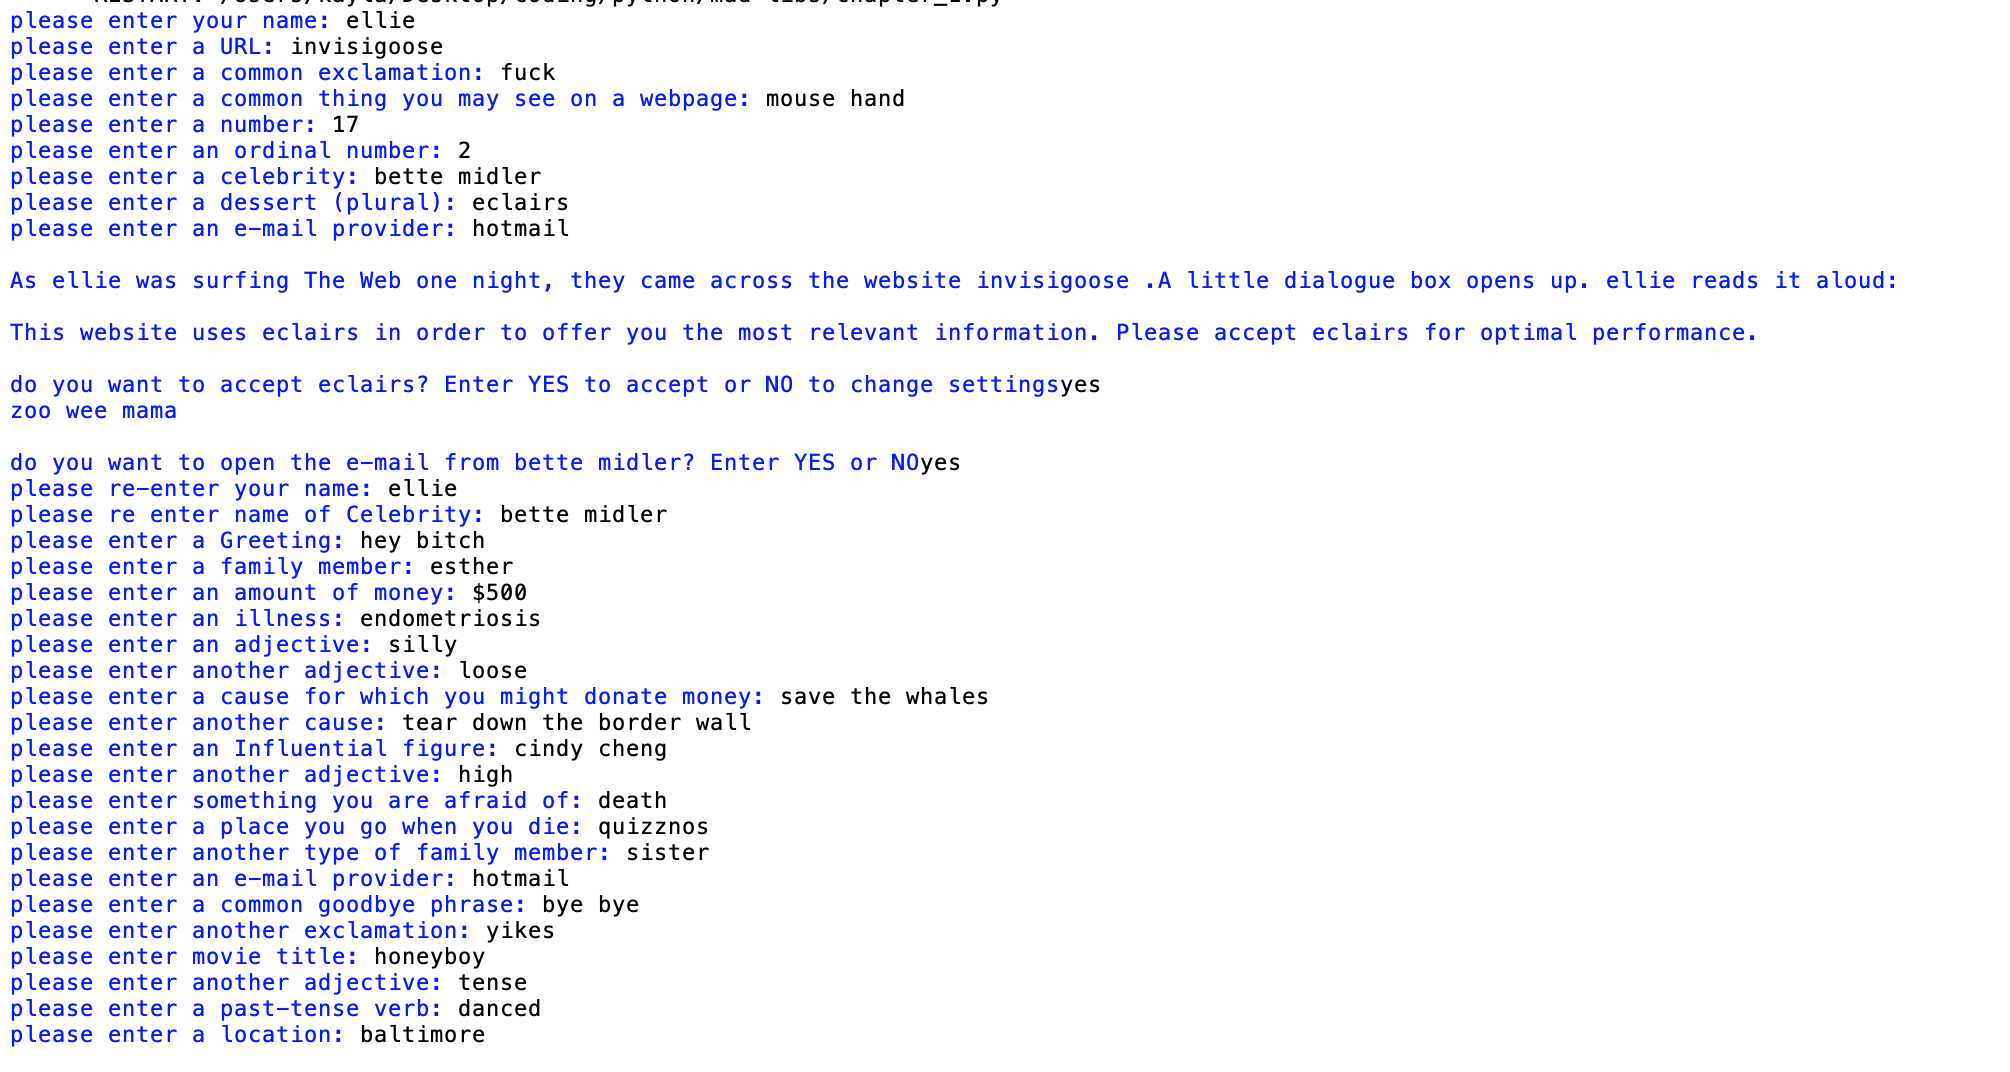 RESTART: /Users/kayla/Desktop/Coding/python/mad-libs/chapter_1.py
please enter your name: ellie
please enter a URL: invisigoose
please enter a common exclamation: fuck
please enter a common thing you may see on a webpage: mouse hand
please enter a number: 17
please enter an ordinal number: 2
please enter a celebrity: bette midler
please enter a dessert (plural): eclairs
please enter an e-mail provider: hotmail
As ellie was surfing The Web one night, they came across the website invisigoose .A little dialogue box opens up. ellie reads it aloud:
This website uses eclairs in order to offer you the most relevant information. Please accept eclairs for optimal performance.
do you want to accept eclairs? Enter YES to accept or NO to change settingsyes
zoo wee mama
do you want to open the e-mail from bette midler? Enter YES or NOyes
please re-enter your name: ellie
please re enter name of Celebrity: bette midler
please enter a Greeting: hey bitch
please enter a family member: esther
please enter an amount of money: $500
please enter an illness: endometriosis
please enter an adjective: silly
please enter another adjective: loose
please enter a cause for which you might donate money: save the whales
please enter another cause: tear down the border wall
please enter an Influential figure: cindy cheng
please enter another adjective: high
please enter something you are afraid of: death
please enter a place you go when you die: quizznos
please enter another type of family member: sister
please enter an e-mail provider: hotmail
please enter a common goodbye phrase: bye bye
please enter another exclamation: yikes
please enter movie title: honeyboy
please enter another adjective: tense
please enter a past-tense verb: danced
please enter a location: baltimore